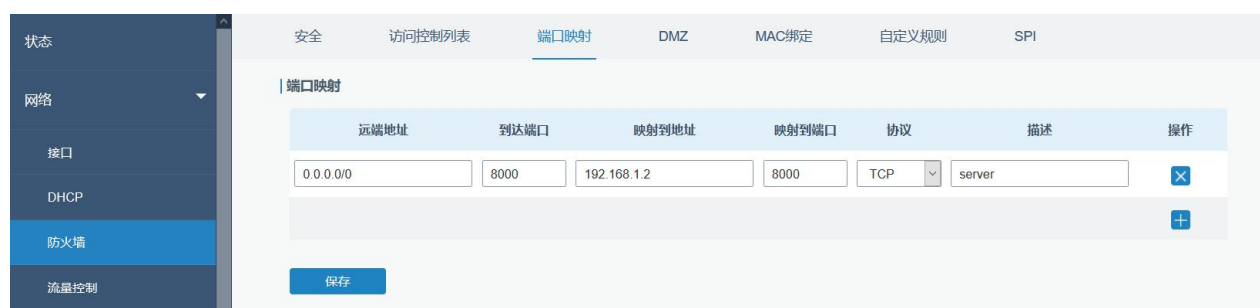 状态
网络
接口
DHCP
防火墙
流量控制
安全 访问控制列表 端口映射 DMZ MAC绑定 自定义规则 SPI
端口映射
远端地址 到达端口 映射到地址 映射到端口 协议 描述 操作
0.0.0.0/0 8000 192.168.1.2 8000 TCP server
保存